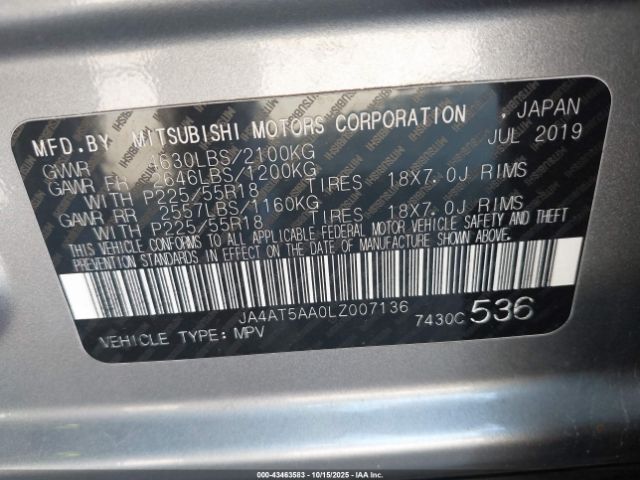 MFD.BY MITSUBISHI MOTORS CORPORATION , JAPAN
JUL 2019
GVWR 4630LBS/2100KG
GAWR FR 2646LBS/1200KG
WITH P225/55R18 TIRES 18X7.0J RIMS
GAWR RR 2557LBS/1160KG
WITH P225/55R18 TIRES 18X7.0J RIMS
THIS VEHICLE CONFORMS TO ALL APPLICABLE FEDERAL MOTOR VEHICLE SAFETY AND THEFT
PREVENTION STANDARDS IN EFFECT ON THE DATE OF MANUFACTURE SHOWN ABOVE.
JA4AT5AA0LZ007136
7430C 536
VEHICLE TYPE: MPV
000-43463583 - 10/15/2025 - © IAA Holdings, LLC